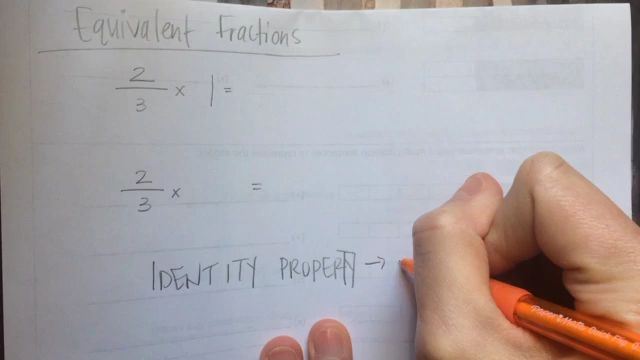 Equivalent Fractions
2/3 x 1 =
2/3 x =
IDENTITY PROPERTY →